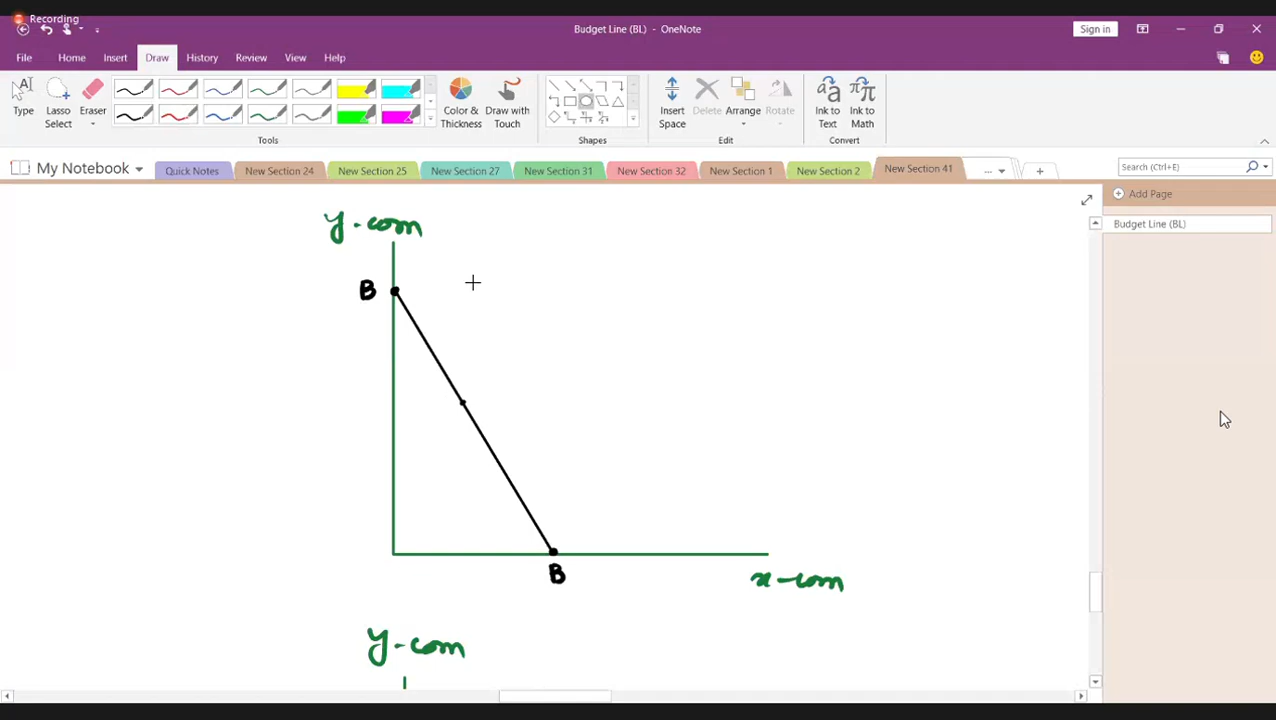 Recording
Budget Line (BL) - OneNote
Sign in
File Home Insert Draw History Review View Help
Type Lasso Select Eraser Color & Thickness Draw with Touch Insert Space Delete Arrange Rotate Ink to Text Ink to Math
Tools Shapes Edit Convert
My Notebook Quick Notes New Section 24 New Section 25 New Section 27 New Section 31 New Section 32 New Section 1 New Section 2 New Section 41 ... Search (Ctrl+E)
Add Page
Budget Line (BL)
y-com
B
B
x-com
y-com